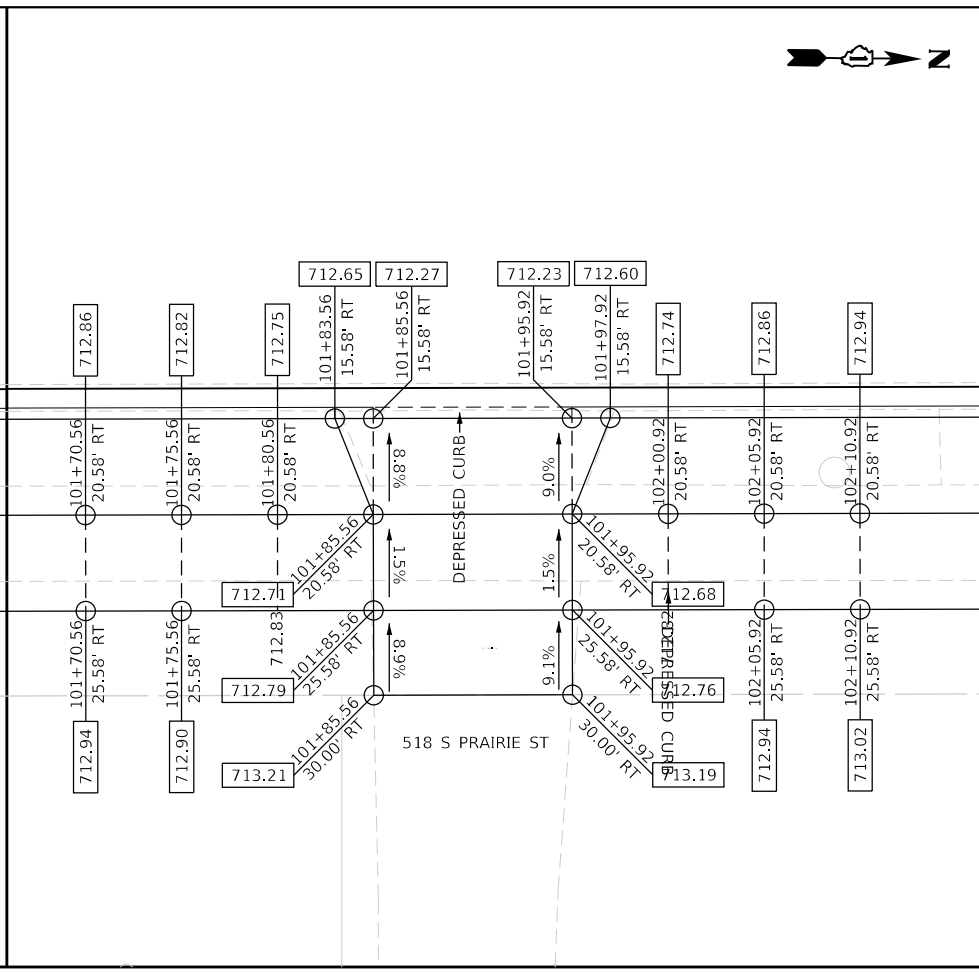 N
1
712.65
712.27
712.23
712.60
101+83.56
15.58' RT
101+85.56
15.58' RT
101+95.92
15.58' RT
101+97.92
15.58' RT
712.86
712.82
712.75
712.74
712.86
712.94
101+70.56
20.58' RT
101+75.56
20.58' RT
101+80.56
20.58' RT
102+00.92
20.58' RT
102+05.92
20.58' RT
102+10.92
20.58' RT
8.8%
DEPRESSED CURB
9.0%
101+85.56
20.58' RT
712.71
1.5%
1.5%
101+95.92
20.58' RT
712.68
712.83
101+70.56
25.58' RT
101+75.56
25.58' RT
101+85.56
25.58' RT
712.79
8.9%
9.1%
101+95.92
25.58' RT
712.76
DEPRESSED CURB
102+05.92
25.58' RT
102+10.92
25.58' RT
712.94
712.90
101+85.56
30.00' RT
713.21
518 S PRAIRIE ST
101+95.92
30.00' RT
713.19
712.94
713.02